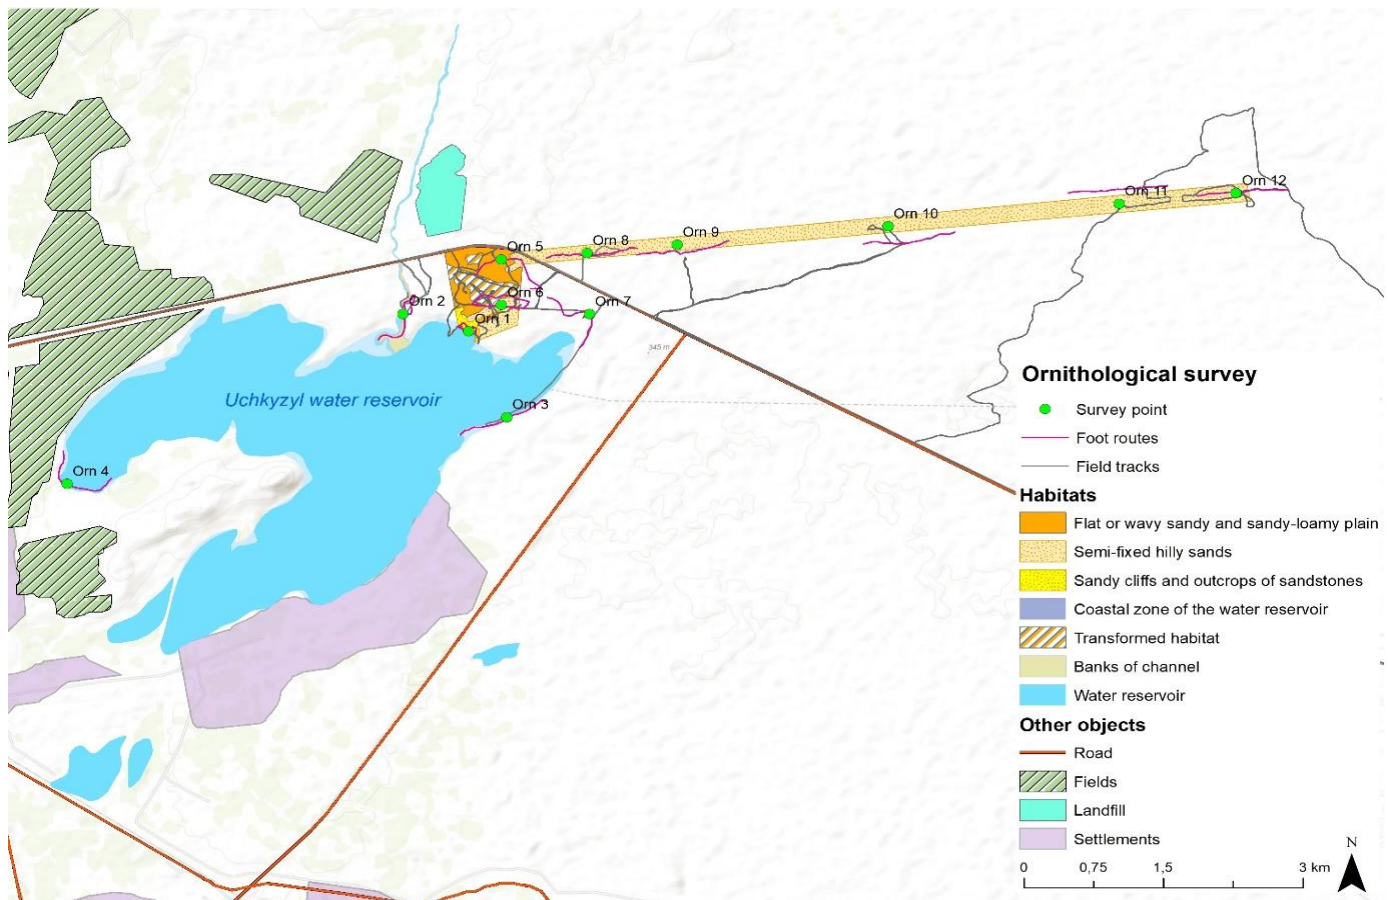 Orn 12
Orn 11
Orn 10
Orn 9
Orn 8
Orn 5
Orn 6
Orn 7
Orn 2
Orn 1
345 m
Uchkyzyl water reservoir
Orn 3
Orn 4
Ornithological survey
Survey point
Foot routes
Field tracks
Habitats
Flat or wavy sandy and sandy-loamy plain
Semi-fixed hilly sands
Sandy cliffs and outcrops of sandstones
Coastal zone of the water reservoir
Transformed habitat
Banks of channel
Water reservoir
Other objects
Road
Fields
Landfill
Settlements
0 0,75 1,5 3 km
N